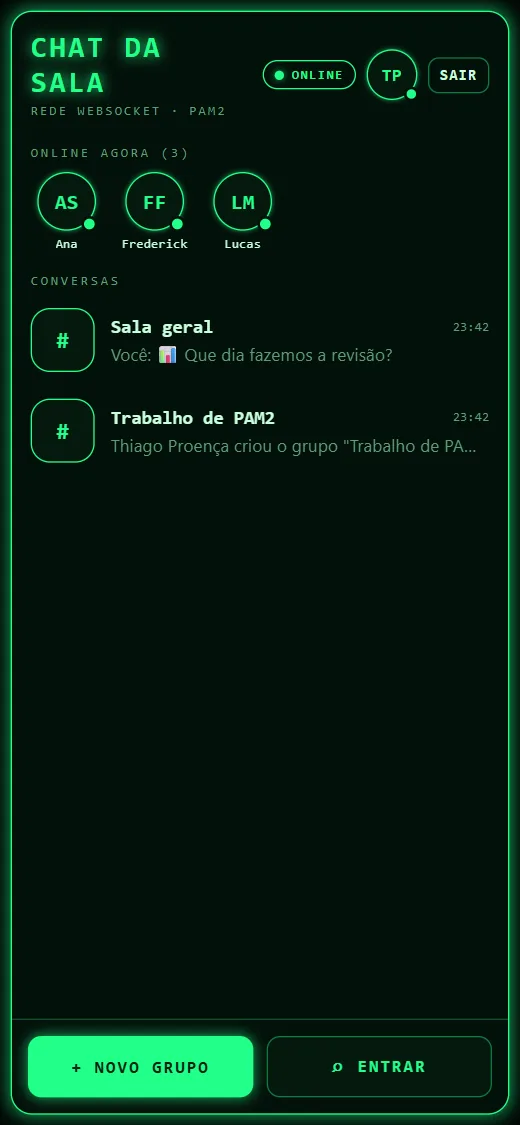 CHAT DA
SALA
REDE WEBSOCKET · PAM2
ONLINE
TP
SAIR
ONLINE AGORA (3)
AS
FF
LM
Ana
Frederick
Lucas
CONVERSAS
#
Sala geral
23:42
Você: 📊 Que dia fazemos a revisão?
#
Trabalho de PAM2
23:42
Thiago Proença criou o grupo "Trabalho de PA...
+ NOVO GRUPO
⌕ ENTRAR